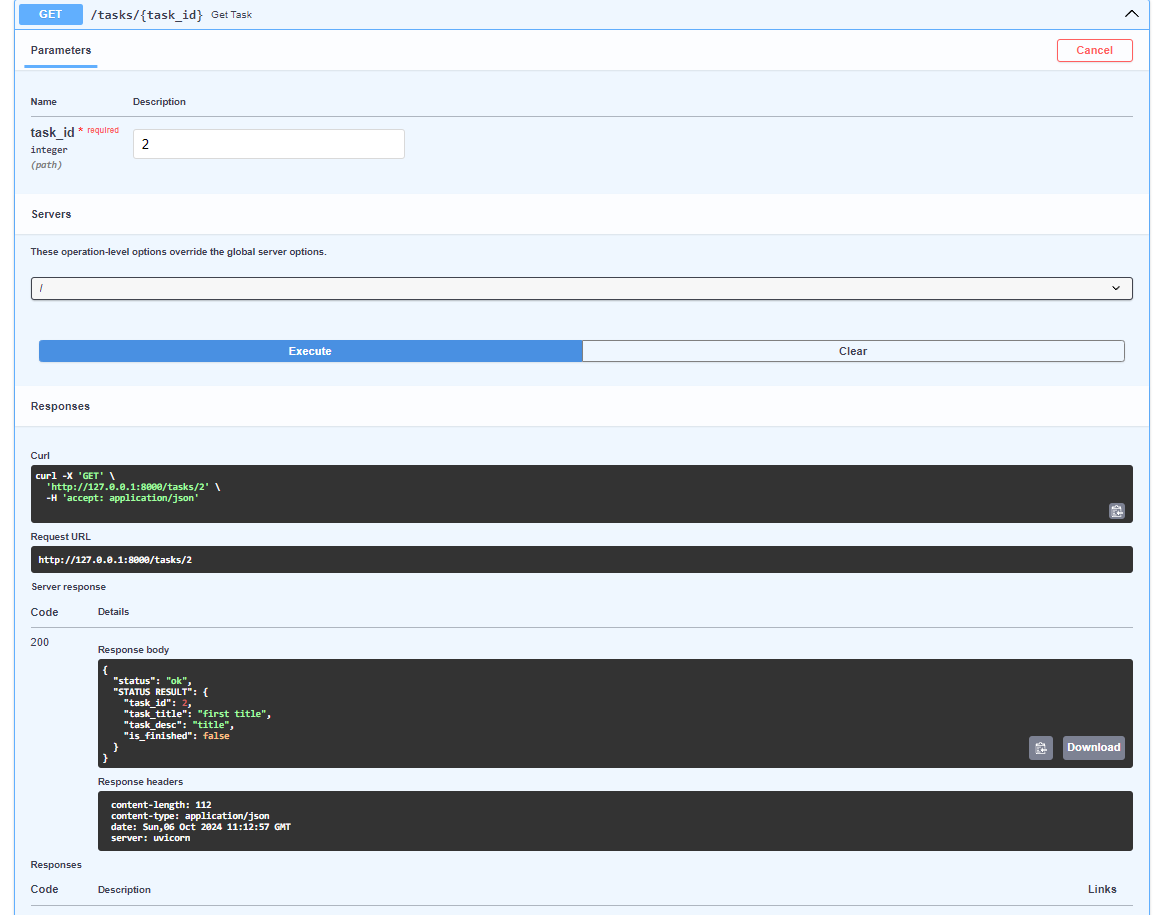 GET /tasks/{task_id} Get Task
Parameters
Cancel
Name Description
task_id * required
integer
(path)
2
Servers
These operation-level options override the global server options.
/
Execute Clear
Responses
Curl
curl -X 'GET' \
'http://127.0.0.1:8000/tasks/2' \
-H 'accept: application/json'
Request URL
http://127.0.0.1:8000/tasks/2
Server response
Code Details
200
Response body
{
"status": "ok",
"STATUS RESULT": {
"task_id": 2,
"task_title": "first title",
"task_desc": "title",
"is_finished": false
}
}
Download
Response headers
content-length: 112
content-type: application/json
date: Sun,06 Oct 2024 11:12:57 GMT
server: uvicorn
Responses
Code Description Links